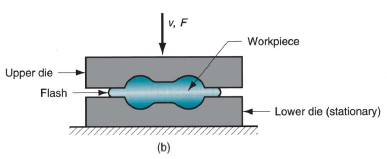 v, F
Workpiece
Upper die
Flash
Lower die (stationary)
(b)